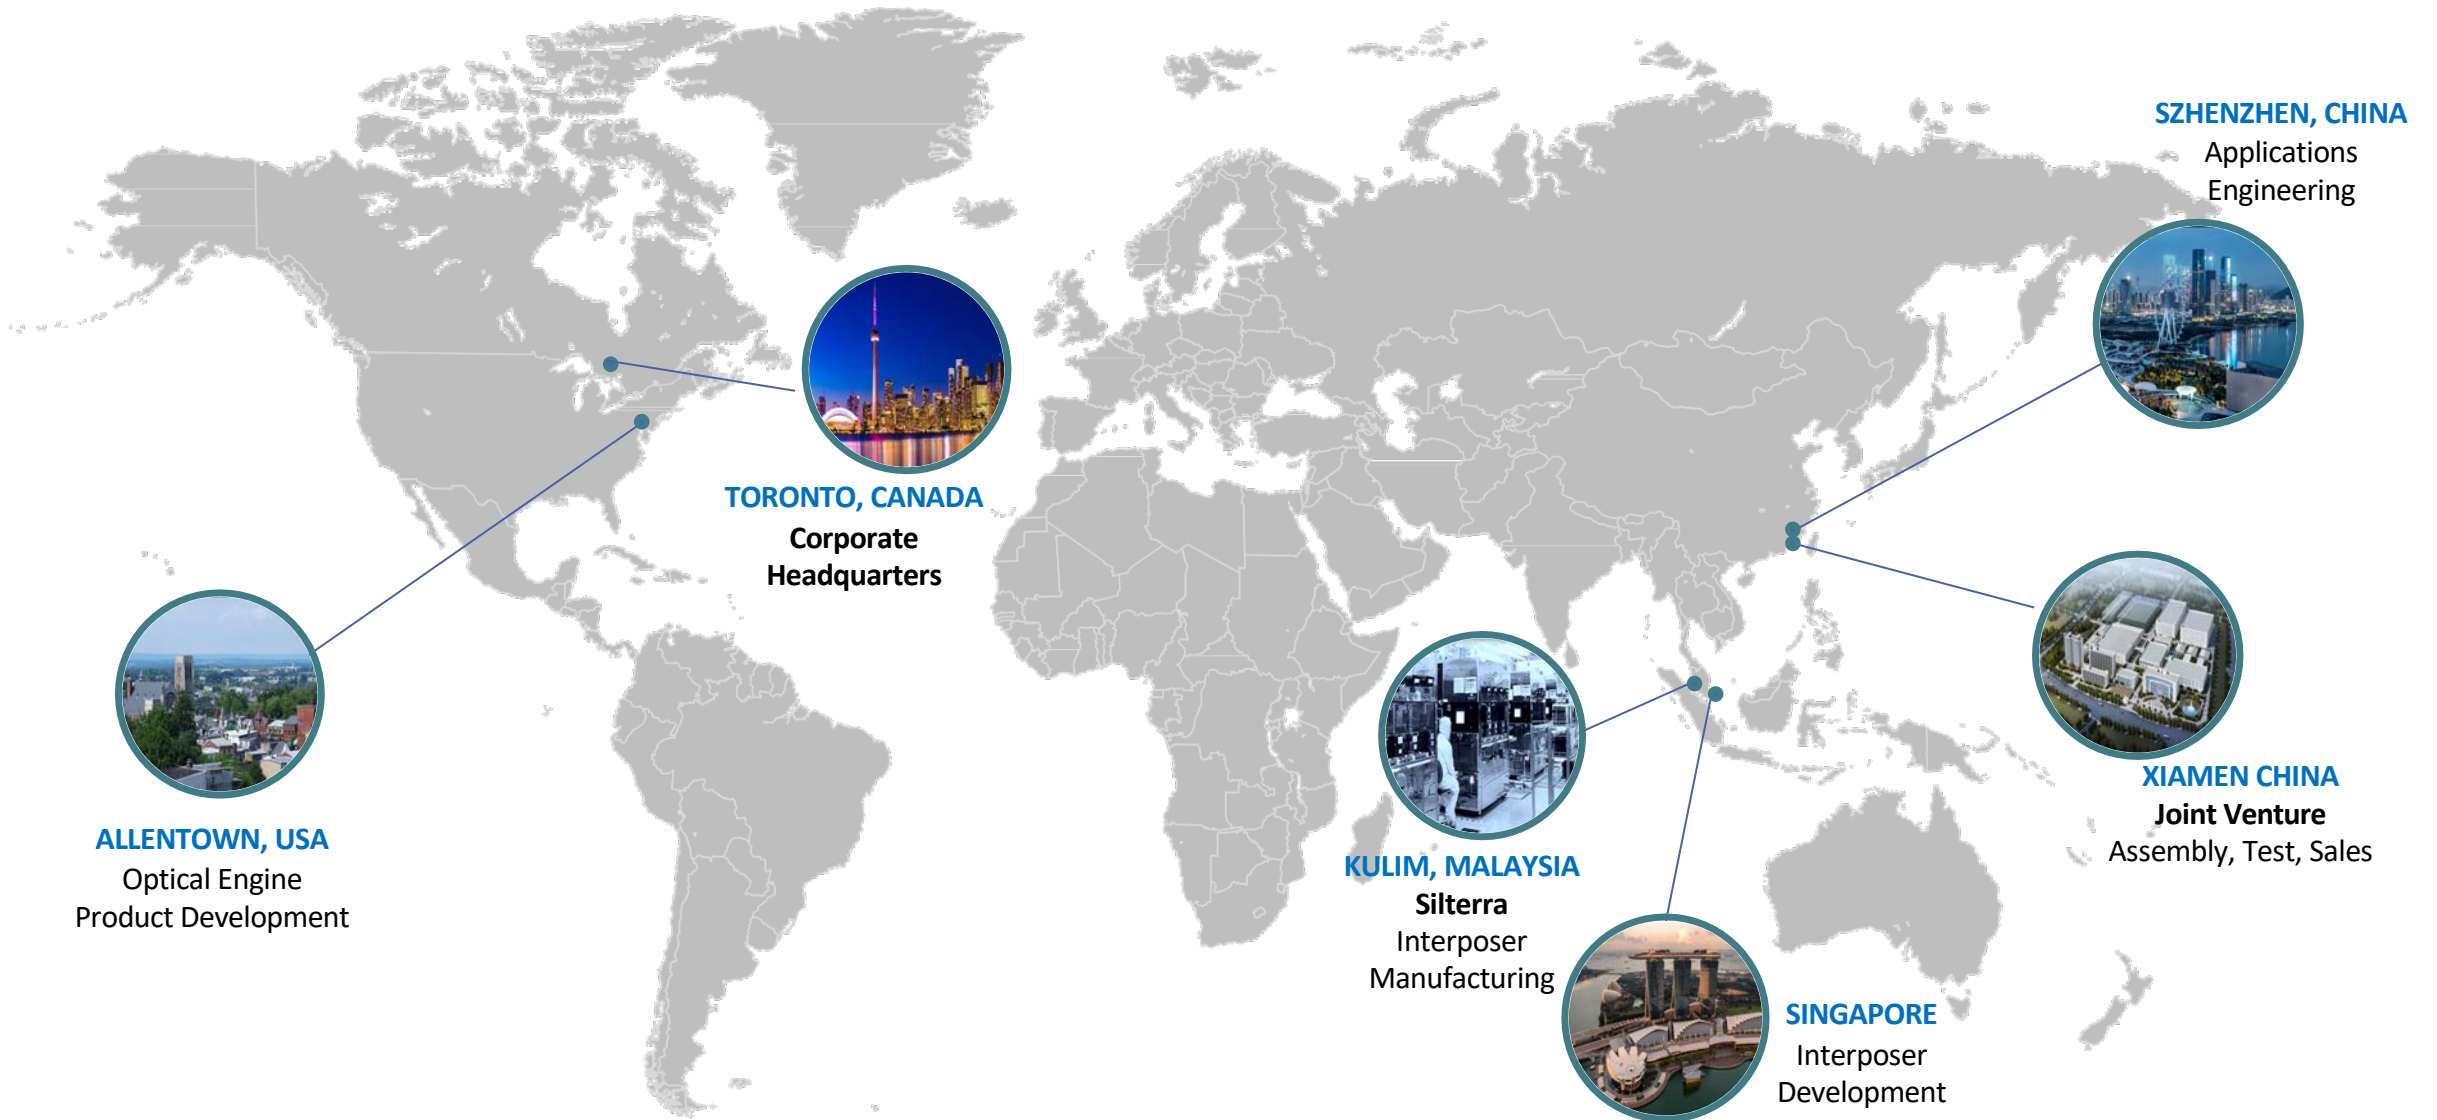 SZHENZHEN, CHINA
Applications
Engineering
TORONTO, CANADA
Corporate
Headquarters
ALLENTOWN, USA
Optical Engine
Product Development
XIAMEN CHINA
Joint Venture
Assembly, Test, Sales
KULIM, MALAYSIA
Silterra
Interposer
Manufacturing
SINGAPORE
Interposer
Development